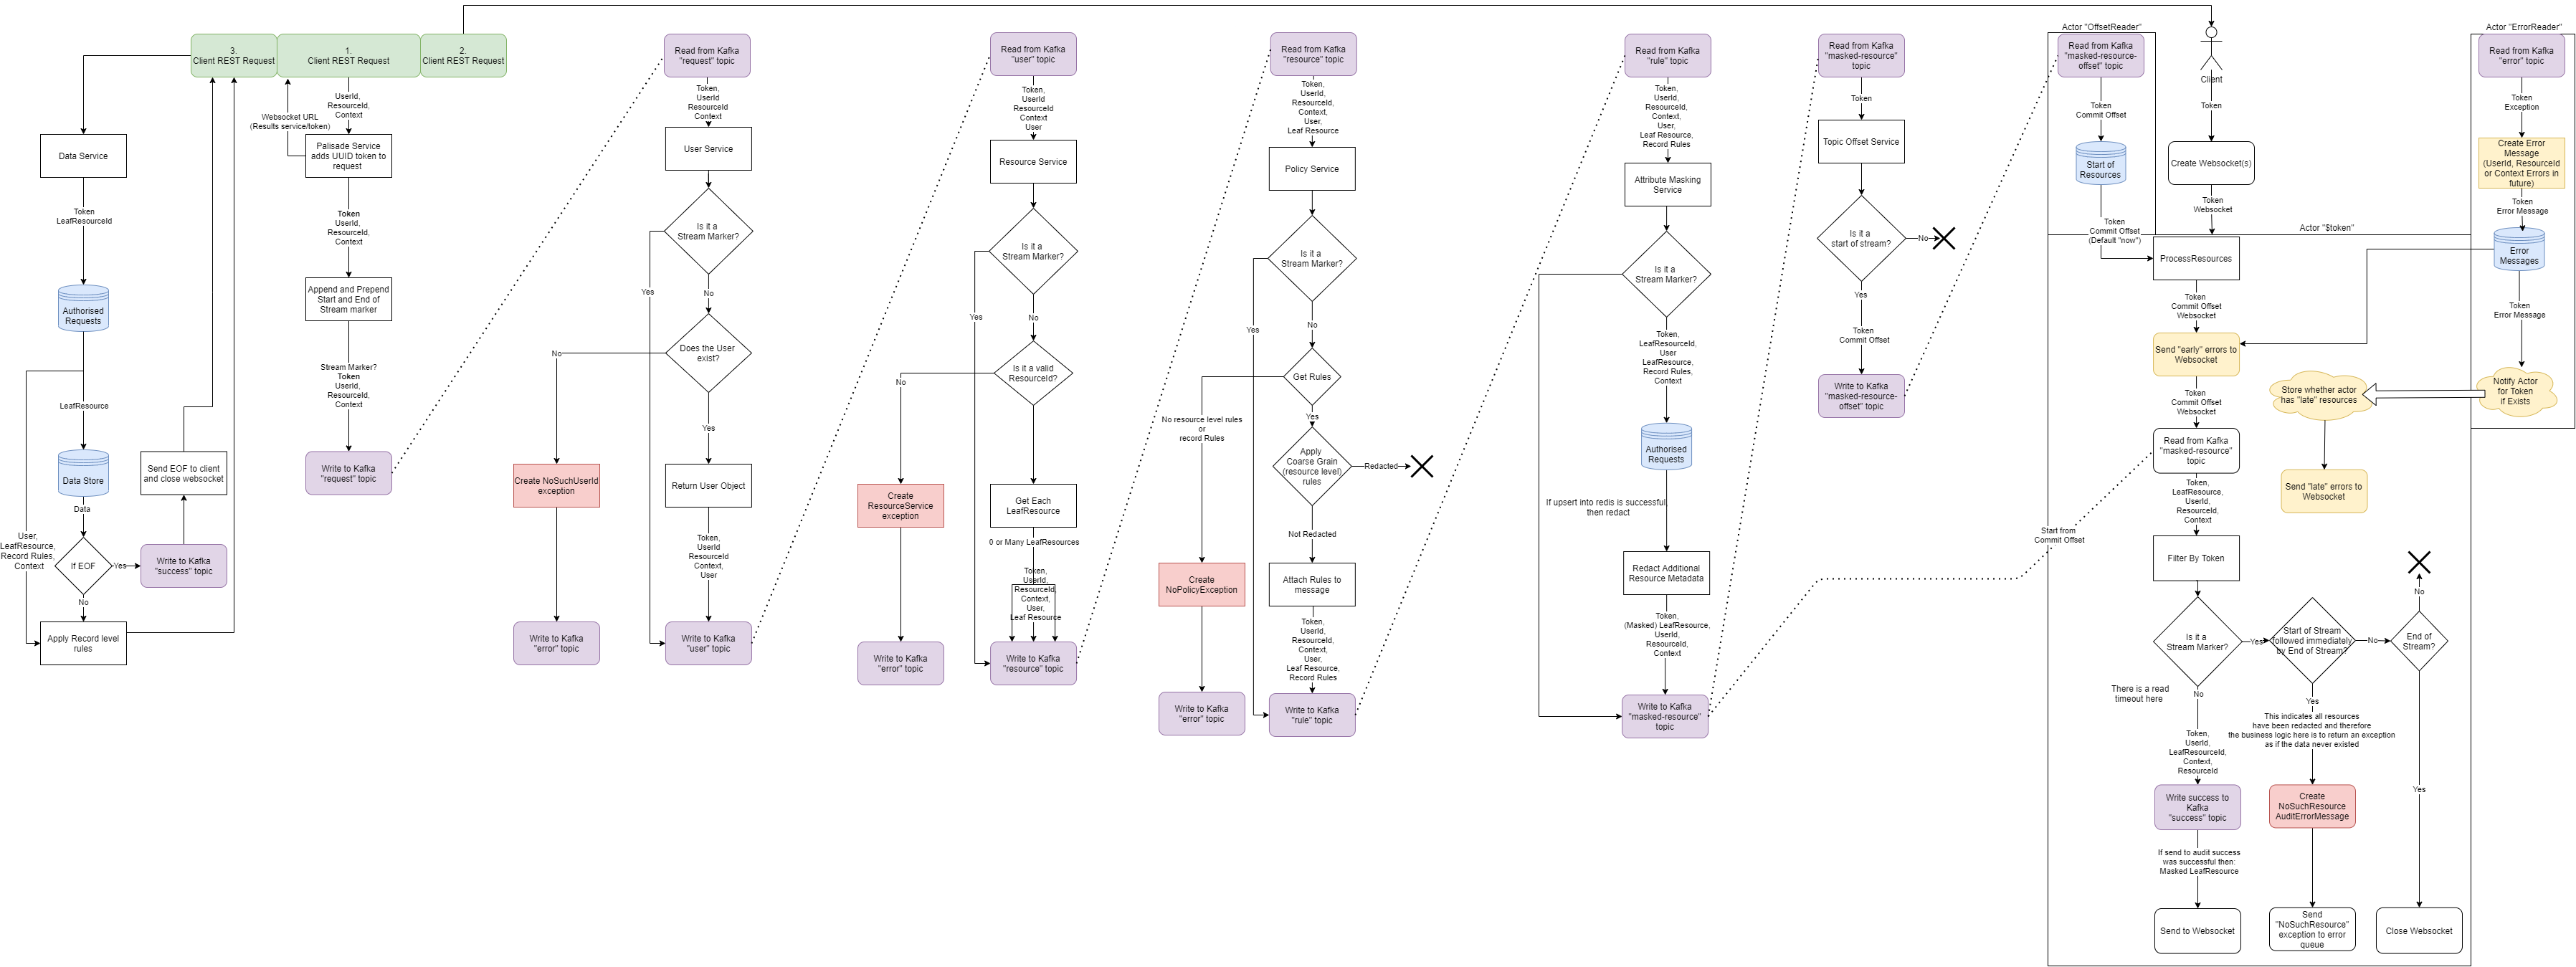 3.
Client REST Request
1.
Client REST Request
2.
Client REST Request
Data Service
Token
LeafResourceId
Authorised
Requests
LeafResource
Data Store
Data
User,
LeafResource,
Record Rules,
Context
If EOF
Yes
No
Apply Record level
rules
Send EOF to client
and close websocket
Write to Kafka
"success" topic
Websocket URL
(Results service/token)
UserId,
ResourceId,
Context
Palisade Service
adds UUID token to
request
Token
UserId,
ResourceId,
Context
Append and Prepend
Start and End of
Stream marker
Stream Marker?
Token
UserId,
ResourceId,
Context
Write to Kafka
"request" topic
Read from Kafka
"request" topic
Token,
UserId
ResourceId
Context
User Service
Is it a
Stream Marker?
Yes
No
Does the User
exist?
No
Yes
Create NoSuchUserId
exception
Return User Object
Token,
UserId
ResourceId
Context,
User
Write to Kafka
"error" topic
Write to Kafka
"user" topic
Read from Kafka
"user" topic
Token,
UserId
ResourceId
Context
User
Resource Service
Is it a
Stream Marker?
Yes
No
Is it a valid
ResourceId?
No
Create
ResourceService
exception
Get Each
LeafResource
0 or Many LeafResources
Token,
UserId,
ResourceId,
Context,
User,
Leaf Resource
Write to Kafka
"error" topic
Write to Kafka
"resource" topic
Read from Kafka
"resource" topic
Token,
UserId,
ResourceId,
Context,
User,
Leaf Resource
Policy Service
Is it a
Stream Marker?
Yes
No
Get Rules
No resource level rules
or
record Rules
Yes
Apply
Coarse Grain
(resource level)
rules
Redacted
Not Redacted
Create
NoPolicyException
Attach Rules to
message
Token,
UserId,
ResourceId,
Context,
User,
Leaf Resource,
Record Rules
Write to Kafka
"error" topic
Write to Kafka
"rule" topic
Read from Kafka
"rule" topic
Token,
UserId,
ResourceId,
Context,
User,
Leaf Resource,
Record Rules
Attribute Masking
Service
Is it a
Stream Marker?
Token,
LeafResourceId,
User
LeafResource,
Record Rules,
Context
Authorised
Requests
If upsert into redis is successful,
then redact
Redact Additional
Resource Metadata
Token,
(Masked) LeafResource,
UserId,
ResourceId,
Context
Write to Kafka
"masked-resource"
topic
Read from Kafka
"masked-resource"
topic
Token
Topic Offset Service
Is it a
start of stream?
No
Yes
Token
Commit Offset
Write to Kafka
"masked-resource-
offset" topic
Actor "OffsetReader"
Read from Kafka
"masked-resource-
offset" topic
Token
Commit Offset
Start of
Resources
Token
Commit Offset
(Default "now")
Client
Token
Create Websocket(s)
Token
Websocket
Actor "$token"
ProcessResources
Token
Commit Offset
Websocket
Send "early" errors to
Websocket
Token
Commit Offset
Websocket
Read from Kafka
"masked-resource"
topic
Start from
Commit Offset
Token,
LeafResource,
UserId,
ResourceId,
Context
Filter By Token
Is it a
Stream Marker?
Yes
Start of Stream
followed immediately
by End of Stream?
No
End of
Stream?
No
There is a read
timeout here
No
Yes
This indicates all resources
have been redacted and therefore
the business logic here is to return an exception
as if the data never existed
Token,
UserId,
LeafResourceId,
Context,
ResourceId
Yes
Write success to
Kafka
"success" topic
Create
NoSuchResource
AuditErrorMessage
If send to audit success
was successful then:
Masked LeafResource
Send to Websocket
Send
"NoSuchResource"
exception to error
queue
Close Websocket
Actor "ErrorReader"
Read from Kafka
"error" topic
Token
Exception
Create Error
Message
(UserId, ResourceId
or Context Errors in
future)
Token
Error Message
Error
Messages
Token
Error Message
Notify Actor
for Token
if Exists
Store whether actor
has "late" resources
Send "late" errors to
Websocket